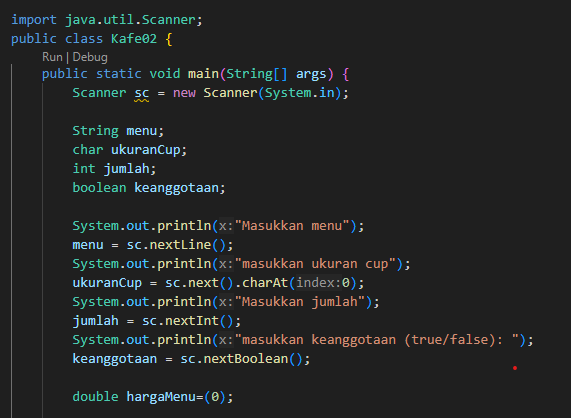 import java.util.Scanner;
public class Kafe02 {
Run | Debug
public static void main(String[] args) {
Scanner sc = new Scanner(System.in);
String menu;
char ukuranCup;
int jumlah;
boolean keanggotaan;
System.out.println(x:"Masukkan menu");
menu = sc.nextLine();
System.out.println(x:"masukkan ukuran cup");
ukuranCup = sc.next().charAt(index:0);
System.out.println(x:"Masukkan jumlah");
jumlah = sc.nextInt();
System.out.println(x:"masukkan keanggotaan (true/false): ");
keanggotaan = sc.nextBoolean();
double hargaMenu=(0);